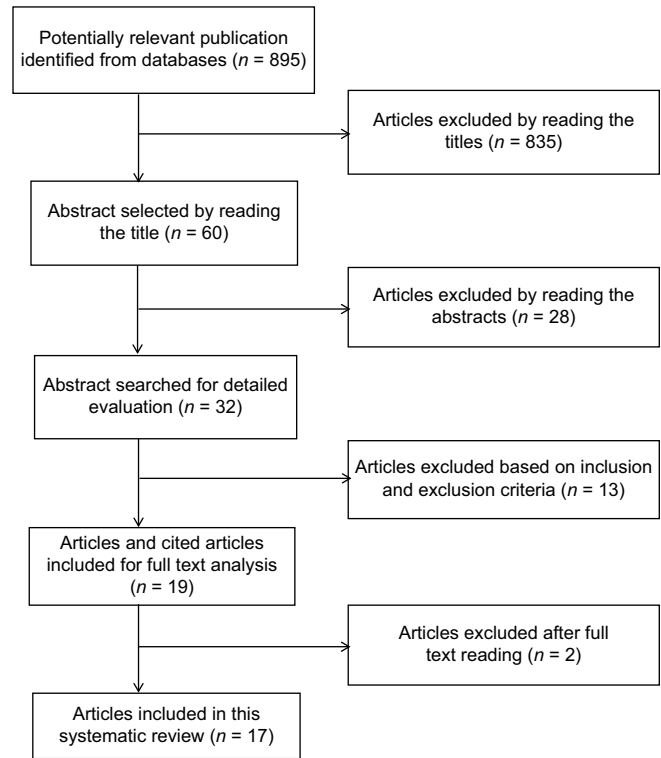 Potentially relevant publication
identified from databases (n = 895)
Articles excluded by reading the
titles (n = 835)
Abstract selected by reading
the title (n = 60)
Articles excluded by reading the
abstracts (n = 28)
Abstract searched for detailed
evaluation (n = 32)
Articles excluded based on inclusion
and exclusion criteria (n = 13)
Articles and cited articles
included for full text analysis
(n = 19)
Articles excluded after full
text reading (n = 2)
Articles included in this
systematic review (n = 17)